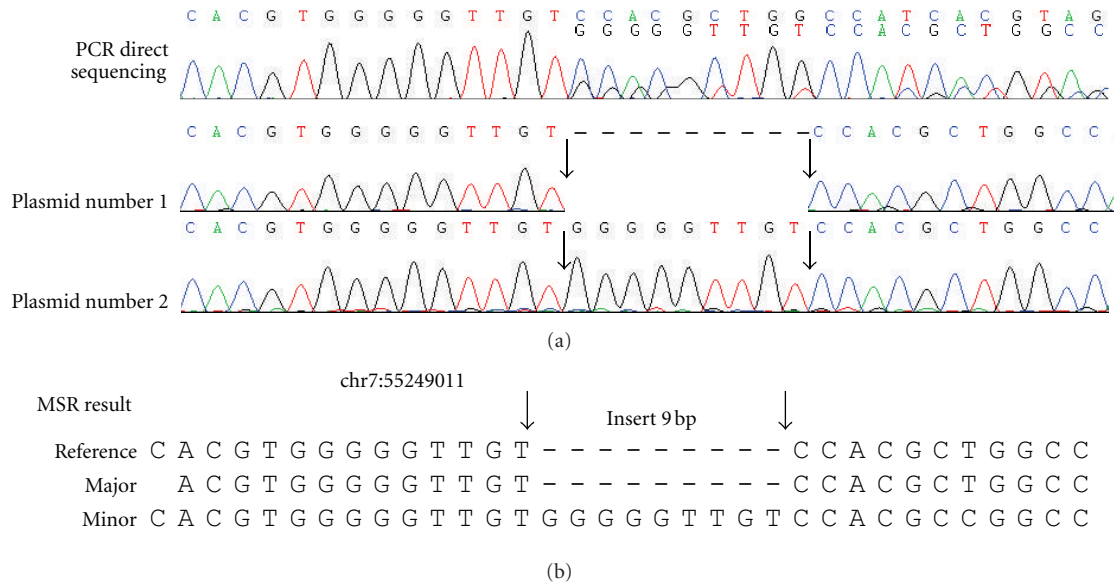 C A C G T G G G G G T T G T C C A C G C T G G C C A T C A C G T A G
G G G G G T T G T C C A C G C T G G C C
PCR direct
sequencing
C A C G T G G G G G T T G T – – – – – – – – – – C C A C G C T G G C C
Plasmid number 1
C A C G T G G G G G T T G T G G G G G T T G T C C A C G C T G G C C
Plasmid number 2
(a)
chr7:55249011
MSR result
Insert 9 bp
Reference C A C G T G G G G G T T G T – – – – – – – – – C C A C G C T G G C C
Major A C G T G G G G G T T G T – – – – – – – – – C C A C G C T G G C C
Minor C A C G T G G G G G T T G T G G G G G T T G T C C A C G C C G G C C
(b)